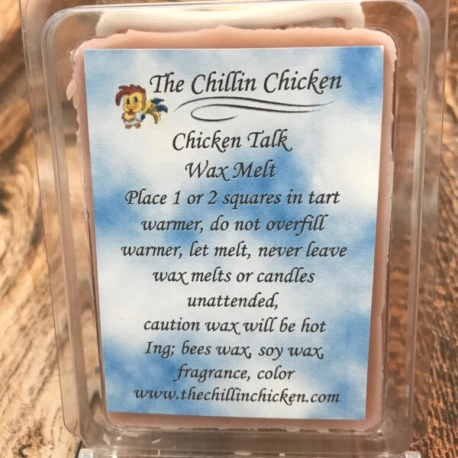 The Chillin Chicken
Chicken Talk
Wax Melt
Place 1 or 2 squares in tart
warmer, do not overfill
warmer, let melt, never leave
wax melts or candles
unattended,
caution wax will be hot
Ing; bees wax, soy wax,
fragrance, color
www.thechillinchicken.com